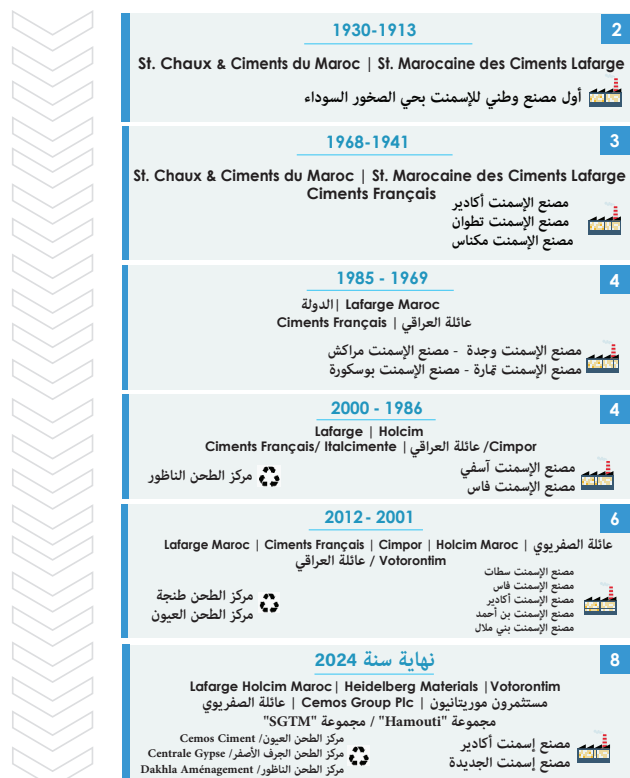 2
1930-1913
St. Chaux & Ciments du Maroc | St. Marocaine des Ciments Lafarge
أول مصنع وطني للإسمنت بحي الصخور السوداء
3
1968-1941
St. Chaux & Ciments du Maroc | St. Marocaine des Ciments Lafarge
Ciments Français
مصنع الإسمنت أكادير
مصنع الإسمنت تطوان
مصنع الإسمنت مكناس
4
1985 - 1969
Lafarge Maroc |الدولة
عائلة العراقي | Ciments Français
مصنع الإسمنت وجدة - مصنع الإسمنت مراكش
مصنع الإسمنت تمارة - مصنع الإسمنت بوسكورة
4
2000 - 1986
Lafarge | Holcim
Ciments Français/ Italcimente | عائلة العراقي /Cimpor
مصنع الإسمنت آسفي
مصنع الإسمنت فاس
مركز الطحن الناظور
6
2012 - 2001
Lafarge Maroc | Ciments Français | Cimpor | Holcim Maroc | عائلة الصفريوي
Votorontim / عائلة العراقي
مصنع الإسمنت سطات
مصنع الإسمنت فاس
مصنع الإسمنت أكادير
مصنع الإسمنت بن أحمد
مصنع الإسمنت بني ملال
مركز الطحن طنجة
مركز الطحن العيون
8
نهاية سنة 2024
Lafarge Holcim Maroc| Heidelberg Materials |Votorontim
مستثمرون موريتانيون | Cemos Group Plc | عائلة الصفريوي
مجموعة "Hamouti" / مجموعة "SGTM"
مصنع إسمنت أكادير
مصنع إسمنت الجديدة
مركز الطحن العيون/ Cemos Ciment
مركز الطحن الجرف الأصفر/ Centrale Gypse
مركز الطحن الناظور/ Dakhla Aménagement